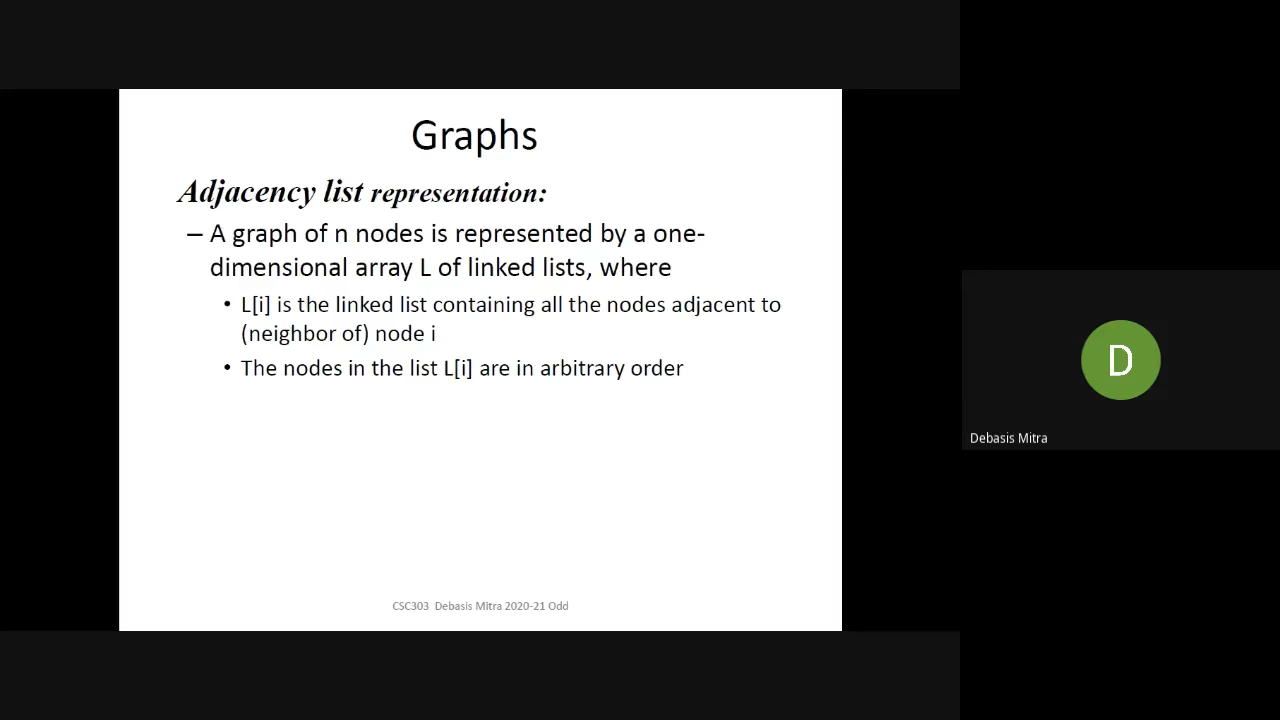 Graphs
Adjacency list representation:
– A graph of n nodes is represented by a one-
dimensional array L of linked lists, where
• L[i] is the linked list containing all the nodes adjacent to
(neighbor of) node i
• The nodes in the list L[i] are in arbitrary order
CSC303 Debasis Mitra 2020-21 Odd
D
Debasis Mitra